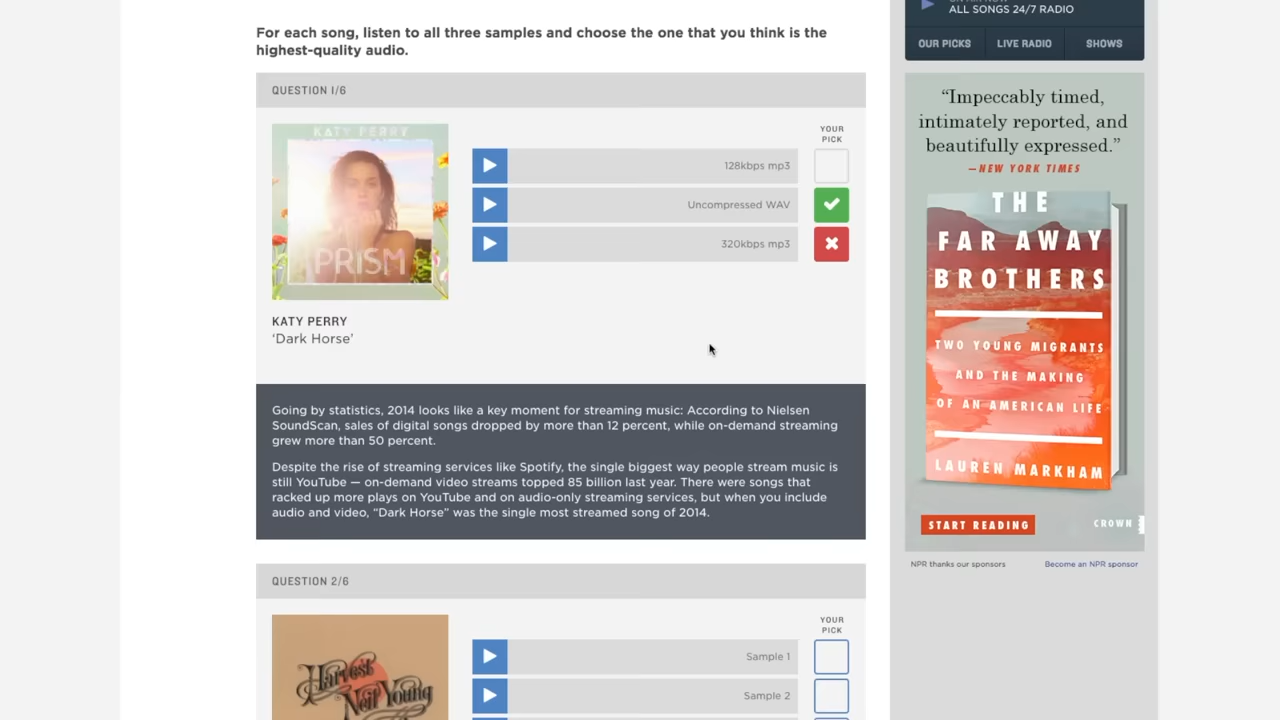 For each song, listen to all three samples and choose the one that you think is the
highest-quality audio.
QUESTION 1/6
KATY PERRY
PRISM
YOUR
PICK
128kbps mp3
Uncompressed WAV
320kbps mp3
KATY PERRY
‘Dark Horse’
Going by statistics, 2014 looks like a key moment for streaming music: According to Nielsen
SoundScan, sales of digital songs dropped by more than 12 percent, while on-demand streaming
grew more than 50 percent.
Despite the rise of streaming services like Spotify, the single biggest way people stream music is
still YouTube — on-demand video streams topped 85 billion last year. There were songs that
racked up more plays on YouTube and on audio-only streaming services, but when you include
audio and video, “Dark Horse” was the single most streamed song of 2014.
QUESTION 2/6
Harvest
Neil Young
YOUR
PICK
Sample 1
Sample 2
ALL SONGS 24/7 RADIO
OUR PICKS
LIVE RADIO
SHOWS
“Impeccably timed,
intimately reported, and
beautifully expressed.”
—NEW YORK TIMES
THE
FAR AWAY
BROTHERS
TWO YOUNG MIGRANTS
AND THE MAKING
OF AN AMERICAN LIFE
LAUREN MARKHAM
START READING
CROWN
NPR thanks our sponsors
Become an NPR sponsor